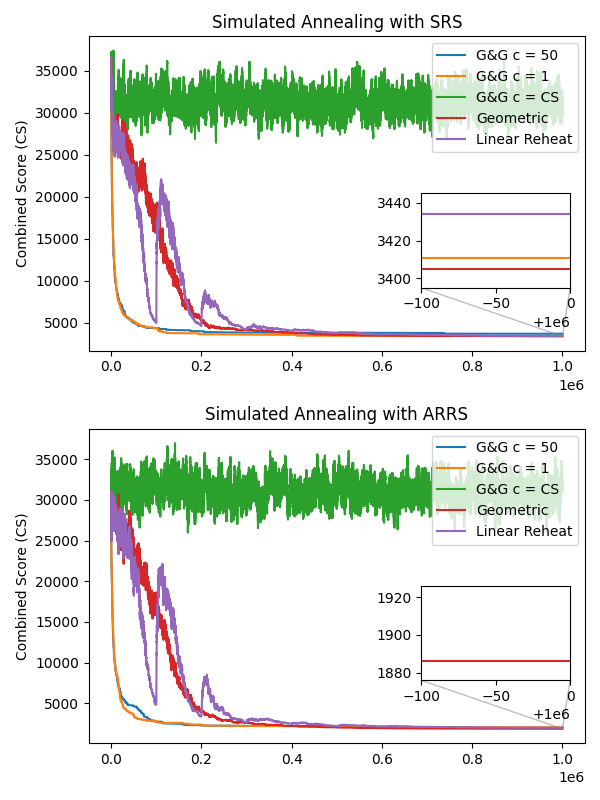 Simulated Annealing with SRS
Combined Score (CS)
35000
30000
25000
20000
15000
10000
5000
G&G c = 50
G&G c = 1
G&G c = CS
Geometric
Linear Reheat
3440
3420
3400
−100 −50 0
+1e6
0.0 0.2 0.4 0.6 0.8 1.0
1e6
Simulated Annealing with ARRS
Combined Score (CS)
35000
30000
25000
20000
15000
10000
5000
G&G c = 50
G&G c = 1
G&G c = CS
Geometric
Linear Reheat
1920
1900
1880
−100 −50 0
+1e6
0.0 0.2 0.4 0.6 0.8 1.0
1e6